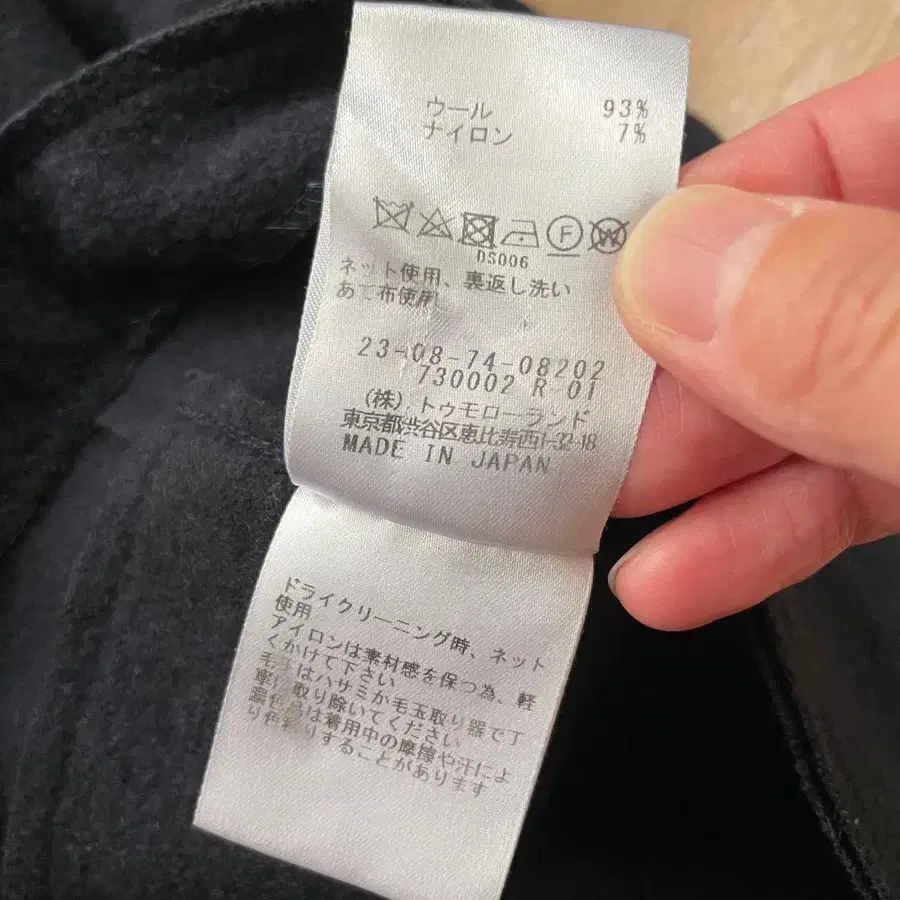 ウール 93%
ナイロン 7%
F W
DS006
ネット使用、裏返し洗い
あて布使用
23-08-74-08202
730002 R 01
(株)トゥモローランド
東京都渋谷区恵比寿西1-32-18
MADE IN JAPAN
ドライクリーニング時、ネット
使用
アイロンは素材感を保つ為、軽
くかけて下さい
毛玉はハサミか毛玉取り器で丁
寧に取り除いてください
濃色品は着用中の摩擦や汗によ
り色移りすることがあります